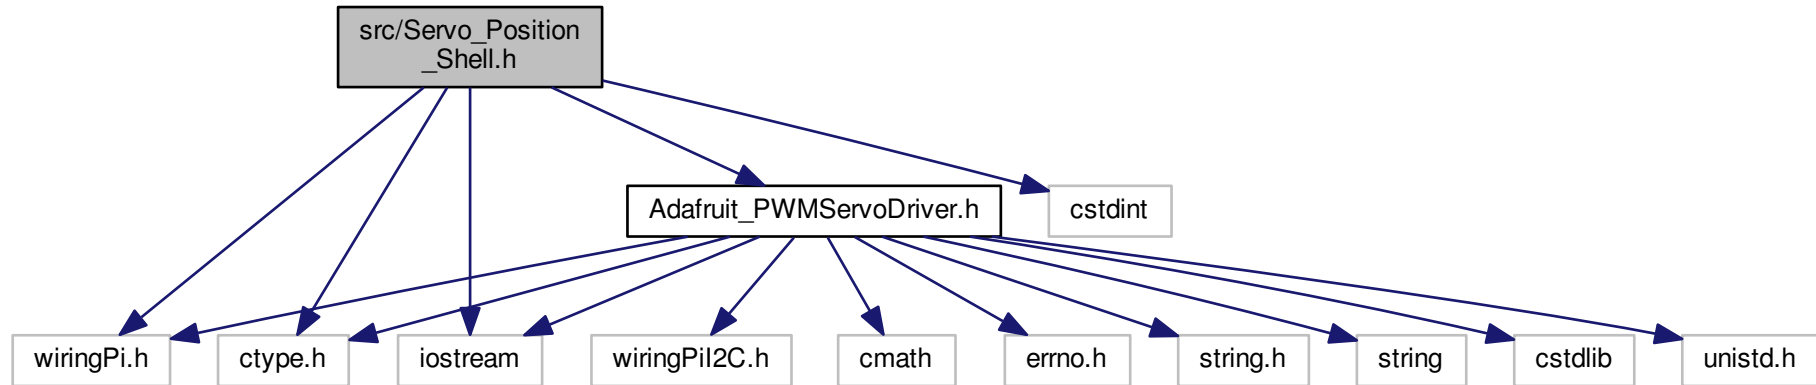 src/Servo_Position
_Shell.h
Adafruit_PWMServoDriver.h
cstdint
wiringPi.h
ctype.h
iostream
wiringPiI2C.h
cmath
errno.h
string.h
string
cstdlib
unistd.h